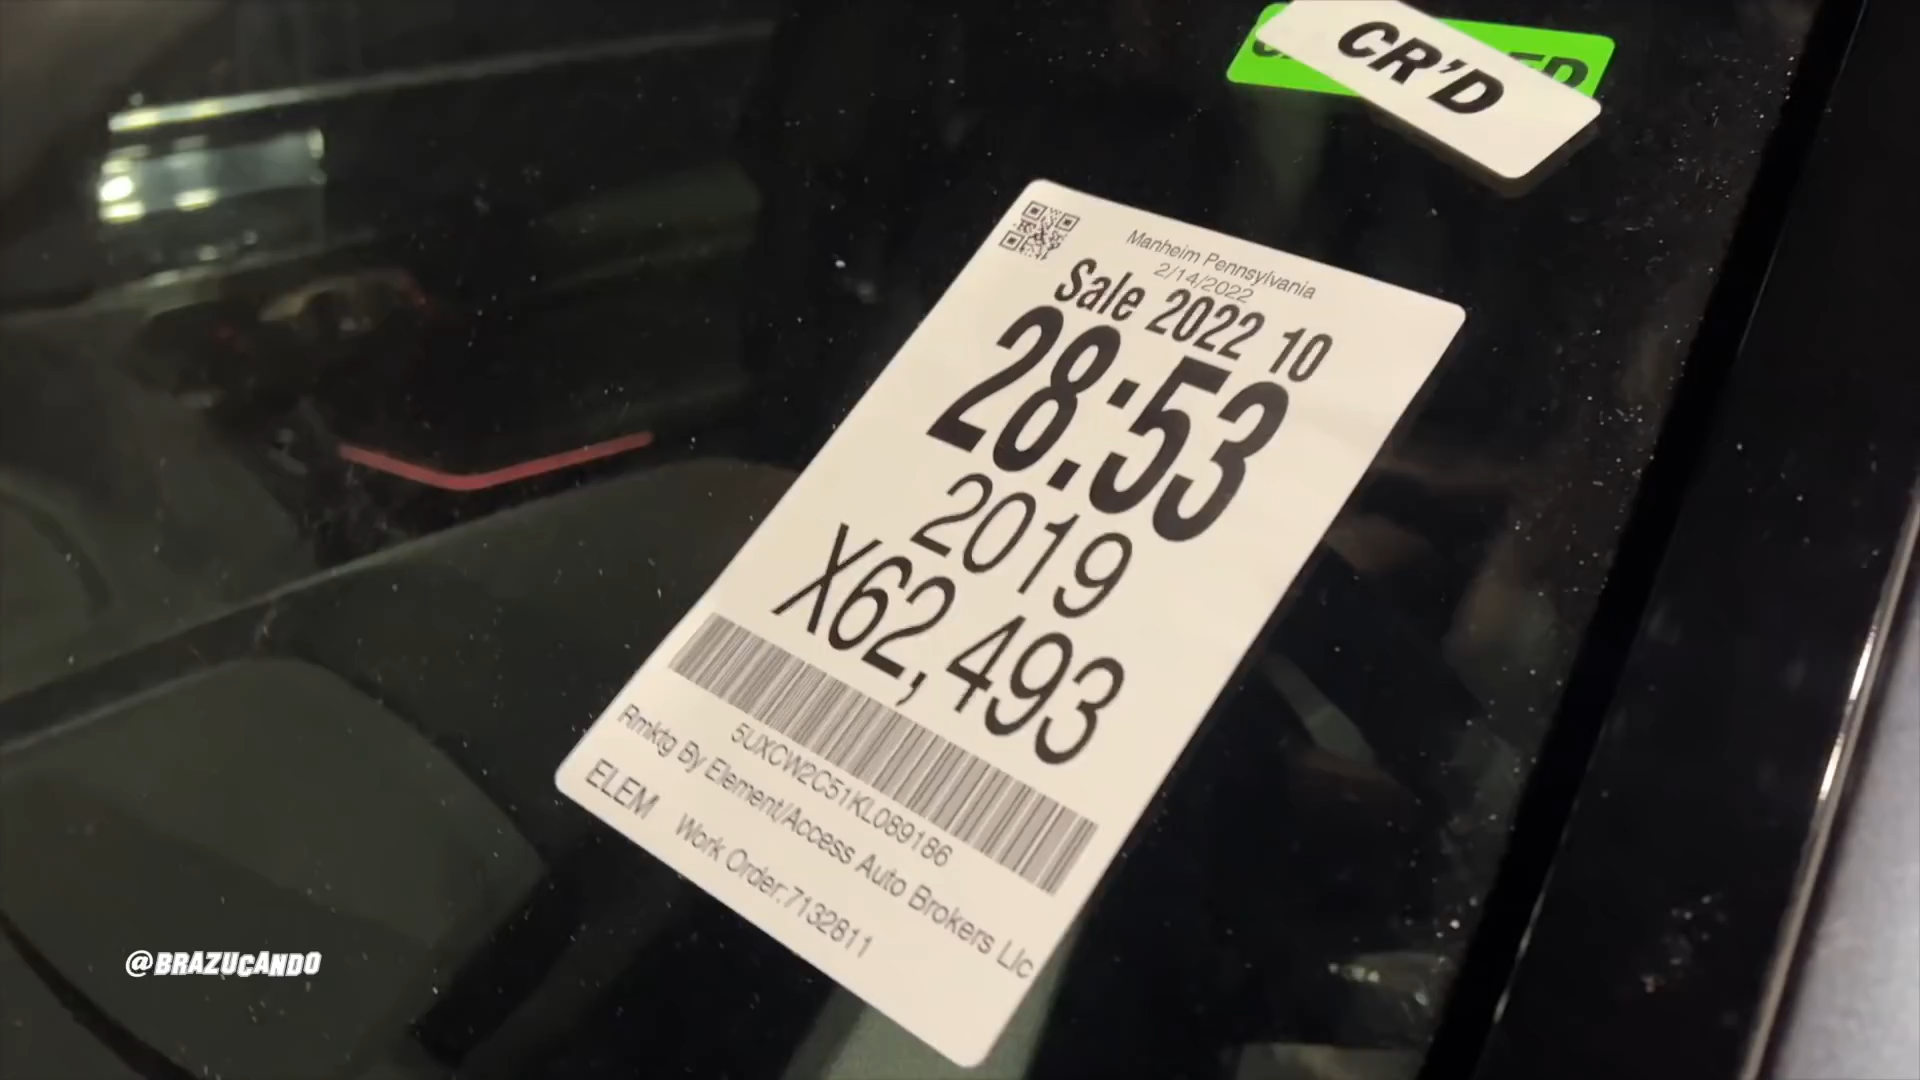 CR'D
Manheim Pennsylvania
2/14/2022
Sale 2022 10
28:53
2019
X62,493
5UXCW2C51KL089186
Rmktg By Element/Access Auto Brokers Llc
ELEM Work Order:7132811
@BRAZUCANDO